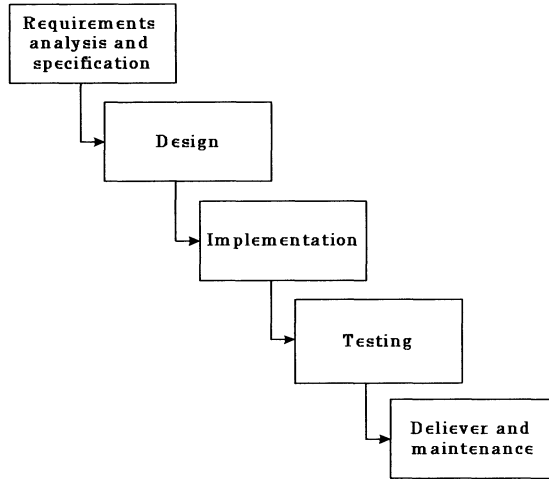 Requirements
analysis and
specification
Design
Implementation
Testing
Deliever and
maintenance